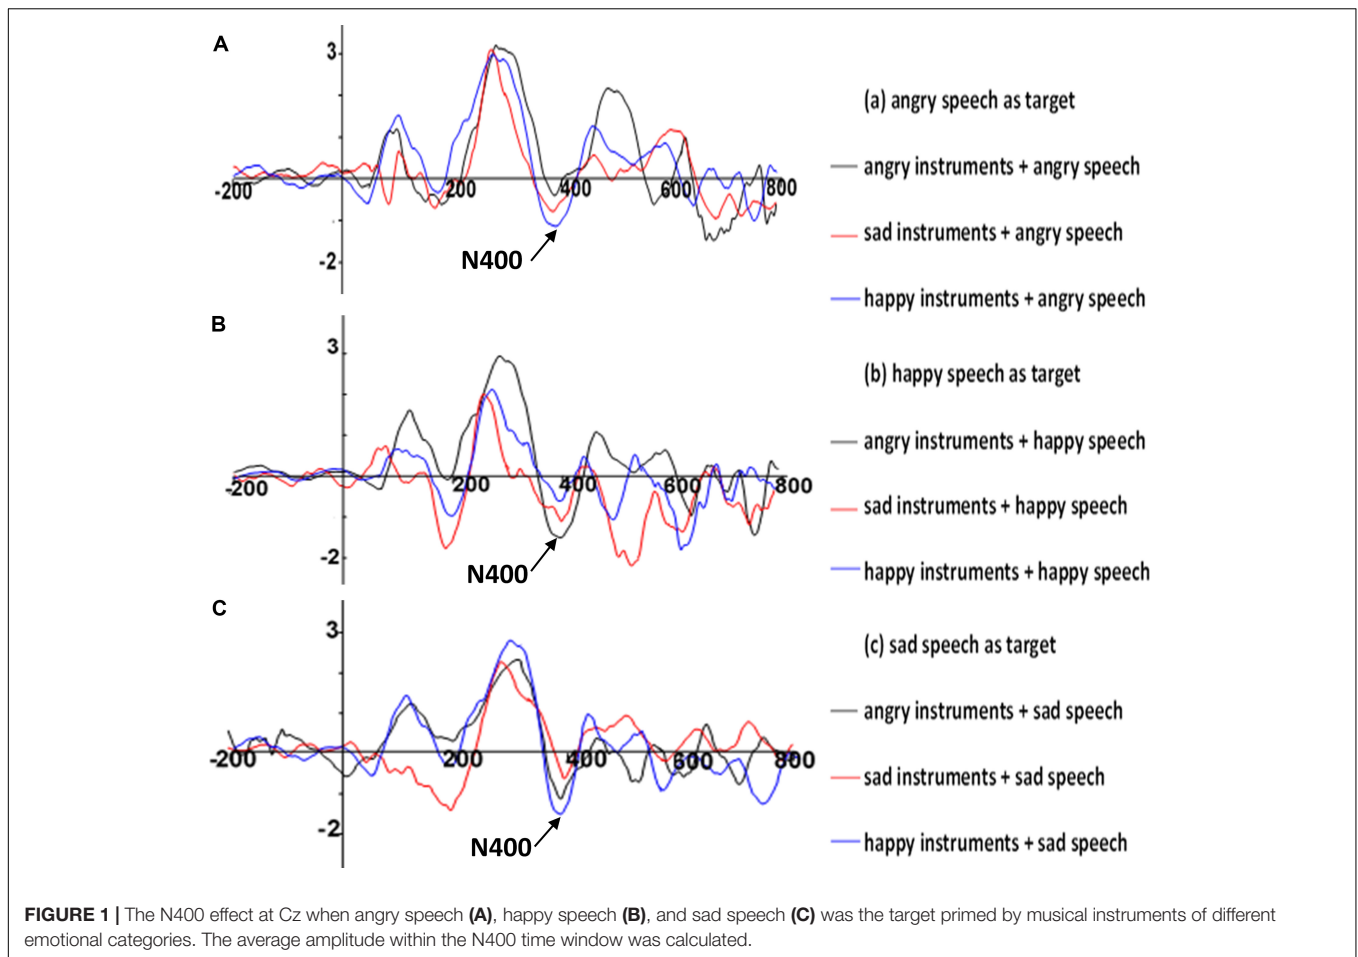 A
3
-200
200
400
600
800
-2
N400
(a) angry speech as target
angry instruments + angry speech
sad instruments + angry speech
happy instruments + angry speech
B
3
-200
200
400
600
800
-2
N400
(b) happy speech as target
angry instruments + happy speech
sad instruments + happy speech
happy instruments + happy speech
C
3
-200
200
400
600
800
-2
N400
(c) sad speech as target
angry instruments + sad speech
sad instruments + sad speech
happy instruments + sad speech
FIGURE 1 | The N400 effect at Cz when angry speech (A), happy speech (B), and sad speech (C) was the target primed by musical instruments of different
emotional categories. The average amplitude within the N400 time window was calculated.